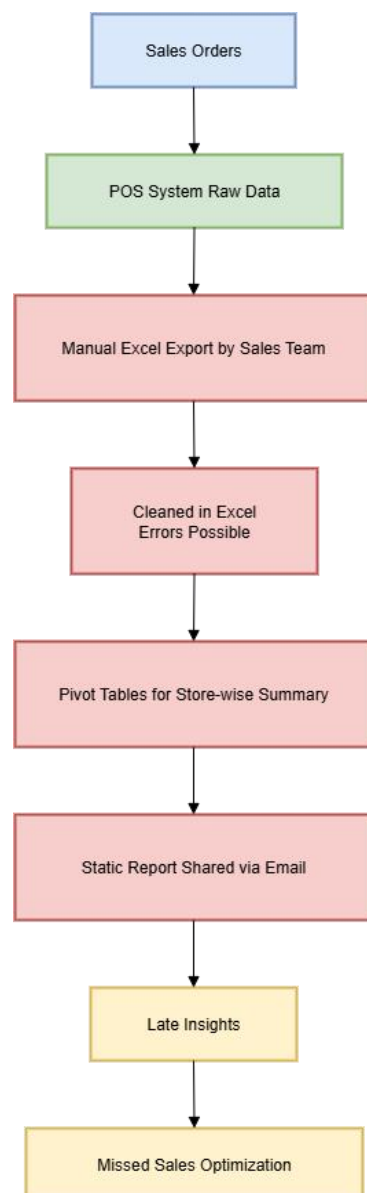 Sales Orders
POS System Raw Data
Manual Excel Export by Sales Team
Cleaned in Excel
Errors Possible
Pivot Tables for Store-wise Summary
Static Report Shared via Email
Late Insights
Missed Sales Optimization